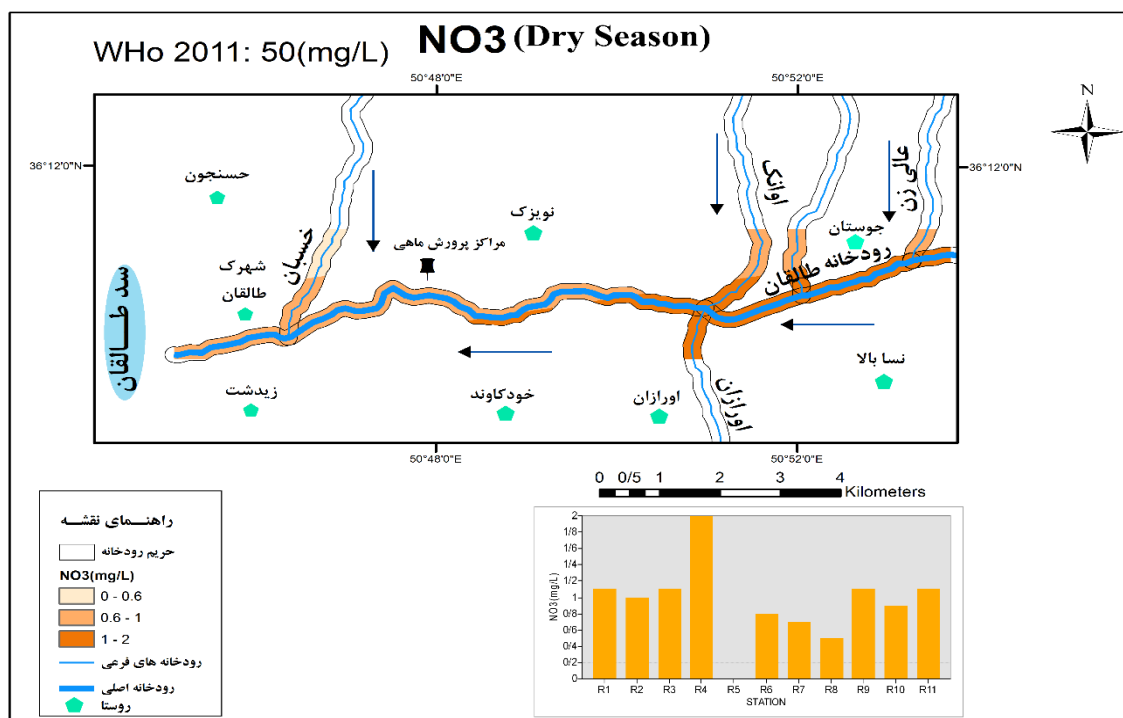 WHo 2011: 50(mg/L) NO3 (Dry Season)
50°48'0"E 50°52'0"E
N
36°12'0"N 36°12'0"N
حسنجون
نویزک
جوستان
اوانک
خسبان
مراکز پرورش ماهی
رودخانه طالقان
شهرک
طالقان
سد طالقان
نسا بالا
زیدشت
خودکاوند
اورازان
اورازان
50°48'0"E 50°52'0"E
0 0/5 1 2 3 4
Kilometers
راهنمای نقشه
حریم رودخانه
NO3(mg/L)
0 - 0.6
0.6 - 1
1 - 2
رودخانه های فرعی
رودخانه اصلی
روستا
NO3(mg/L)
2
1/8
1/6
1/4
1/2
1
0/8
0/6
0/4
0/2
R1 R2 R3 R4 R5 R6 R7 R8 R9 R10 R11
STATION